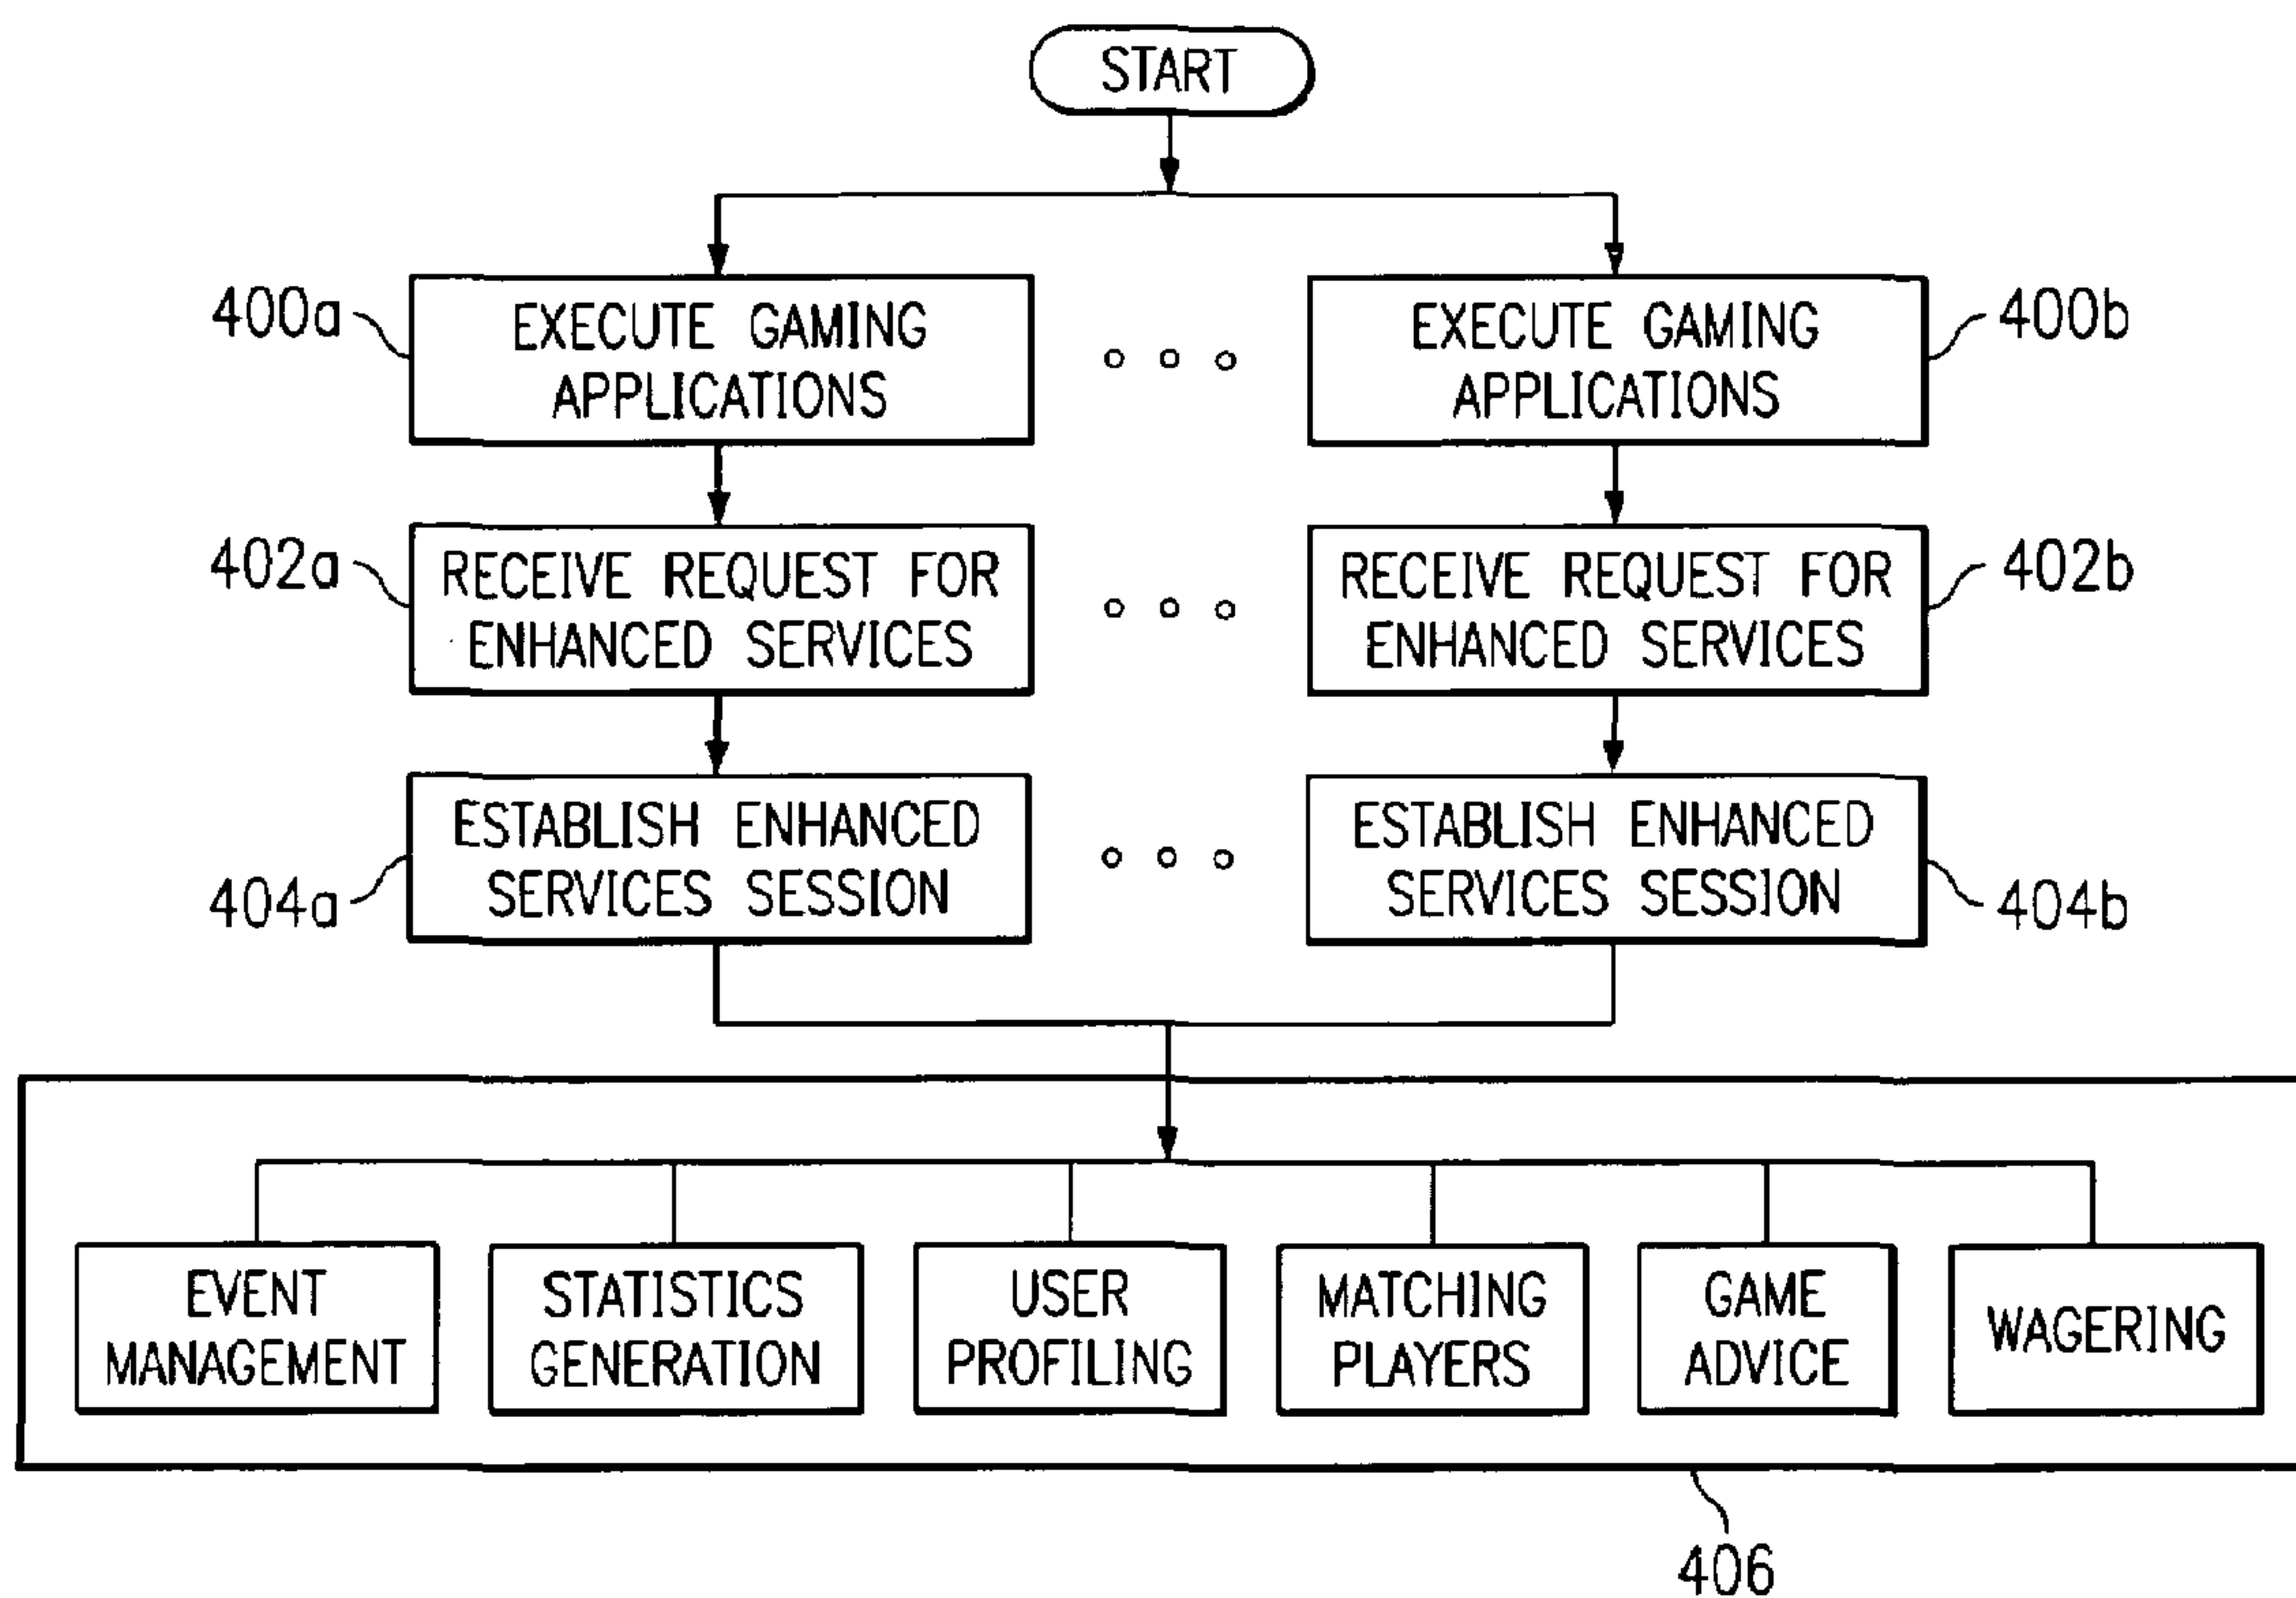 START
400a
EXECUTE GAMING
APPLICATIONS
EXECUTE GAMING
APPLICATIONS
400b
402a
RECEIVE REQUEST FOR
ENHANCED SERVICES
RECEIVE REQUEST FOR
ENHANCED SERVICES
402b
404a
ESTABLISH ENHANCED
SERVICES SESSION
ESTABLISH ENHANCED
SERVICES SESSION
404b
EVENT
MANAGEMENT
STATISTICS
GENERATION
USER
PROFILING
MATCHING
PLAYERS
GAME
ADVICE
WAGERING
406